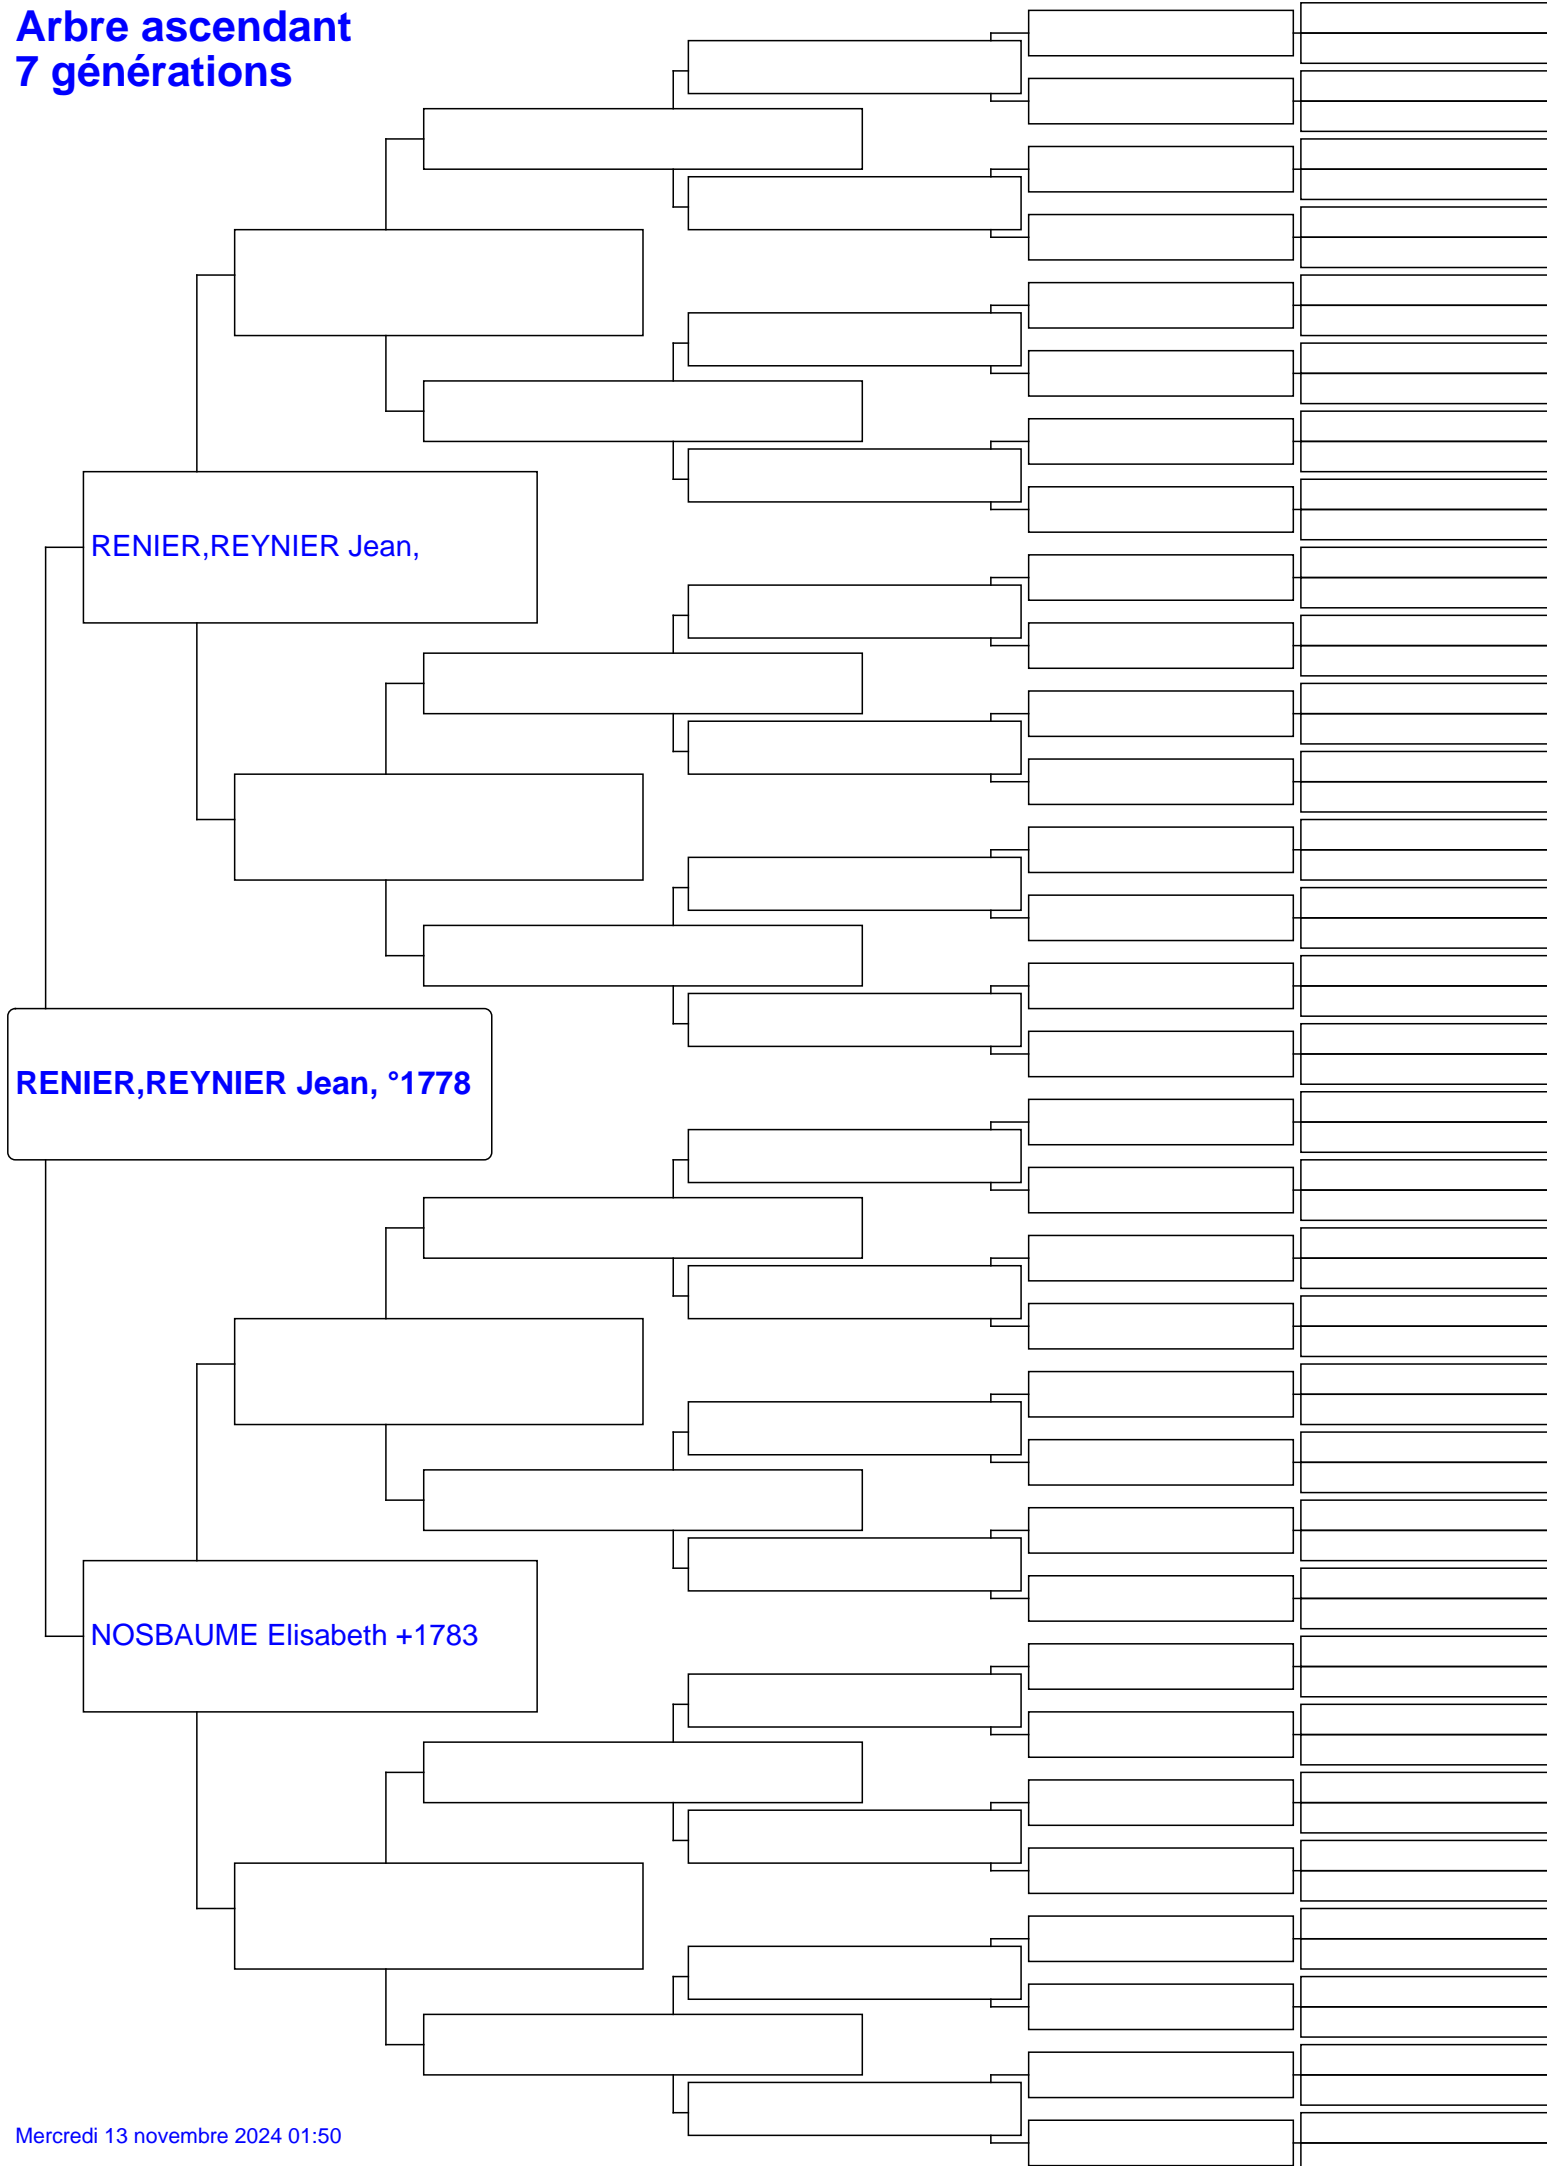 Arbre ascendant
7 générations
RENIER,REYNIER Jean,
RENIER,REYNIER Jean, °1778
NOSBAUME Elisabeth +1783
Mercredi 13 novembre 2024 01:50